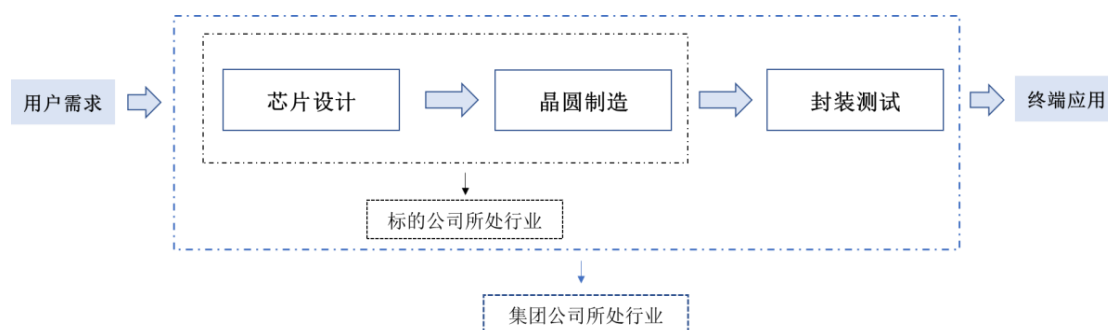 用户需求
芯片设计
晶圆制造
封装测试
终端应用
标的公司所处行业
集团公司所处行业